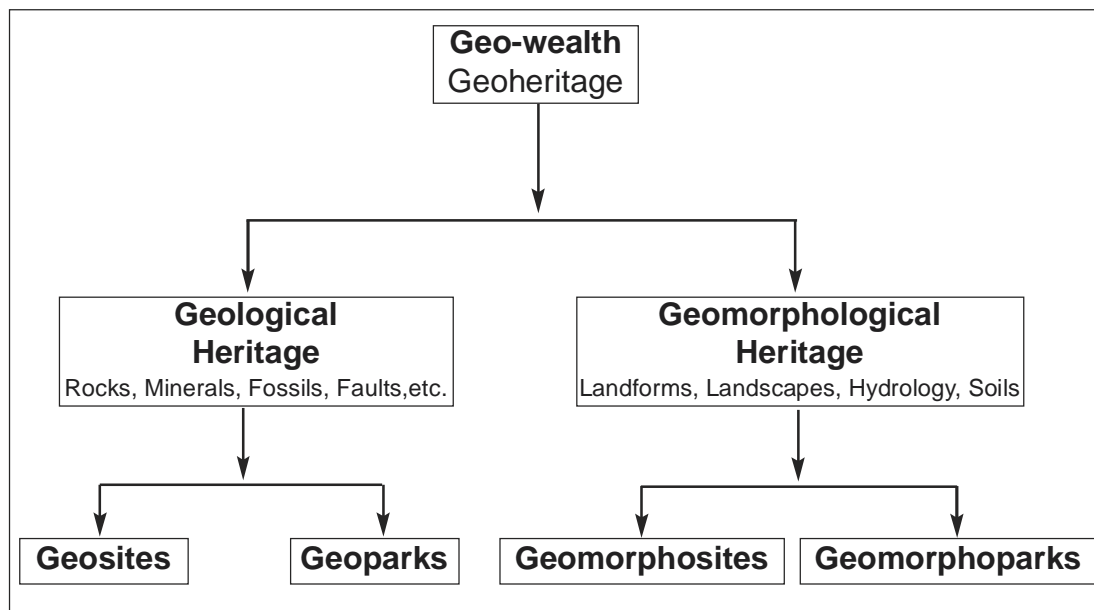 Geo-wealth
Geoheritage
Geological
Heritage
Rocks, Minerals, Fossils, Faults,etc.
Geomorphological
Heritage
Landforms, Landscapes, Hydrology, Soils
Geosites
Geoparks
Geomorphosites
Geomorphoparks